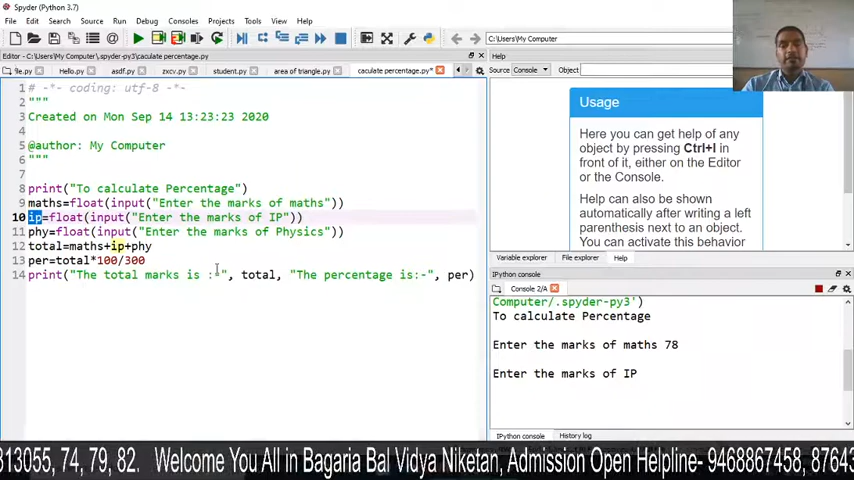 Spyder (Python 3.7)
File Edit Search Source Run Debug Consoles Projects Tools View Help
C:\Users\My Computer
Editor - C:\Users\My Computer\.spyder-py3\caculate percentage.py
Help
file.py Hello.py asdf.py zxcv.py student.py area of triangle.py caculate percentage.py*
Source Console Object
1 # -*- coding: utf-8 -*-
2 """
3 Created on Mon Sep 14 13:23:23 2020
4
5 @author: My Computer
6 """
7
8 print("To calculate Percentage")
9 maths=float(input("Enter the marks of maths"))
10 ip=float(input("Enter the marks of IP"))
11 phy=float(input("Enter the marks of Physics"))
12 total=maths+ip+phy
13 per=total*100/300
14 print("The total marks is :-", total, "The percentage is:-", per)
Usage
Here you can get help of any
object by pressing Ctrl+I in
front of it, either on the Editor
or the Console.
Help can also be shown
automatically after writing a left
parenthesis next to an object.
You can activate this behavior
Variable explorer File explorer Help
IPython console
Console 2/A
Computer/.spyder-py3')
To calculate Percentage
Enter the marks of maths 78
Enter the marks of IP
IPython console History log
313055, 74, 79, 82. Welcome You All in Bagaria Bal Vidya Niketan, Admission Open Helpline- 9468867458, 87643